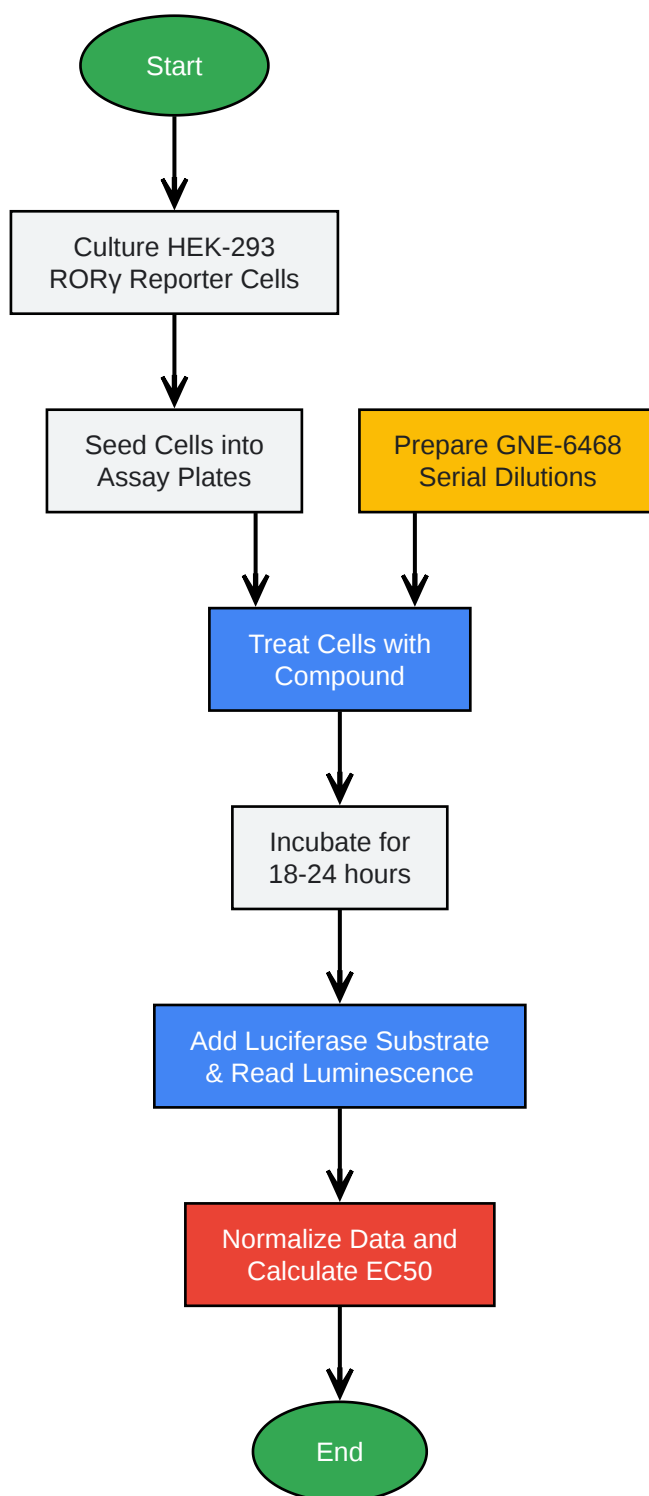 Start
Culture HEK-293
RORγ Reporter Cells
Seed Cells into
Assay Plates
Prepare GNE-6468
Serial Dilutions
Treat Cells with
Compound
Incubate for
18-24 hours
Add Luciferase Substrate
& Read Luminescence
Normalize Data and
Calculate EC50
End